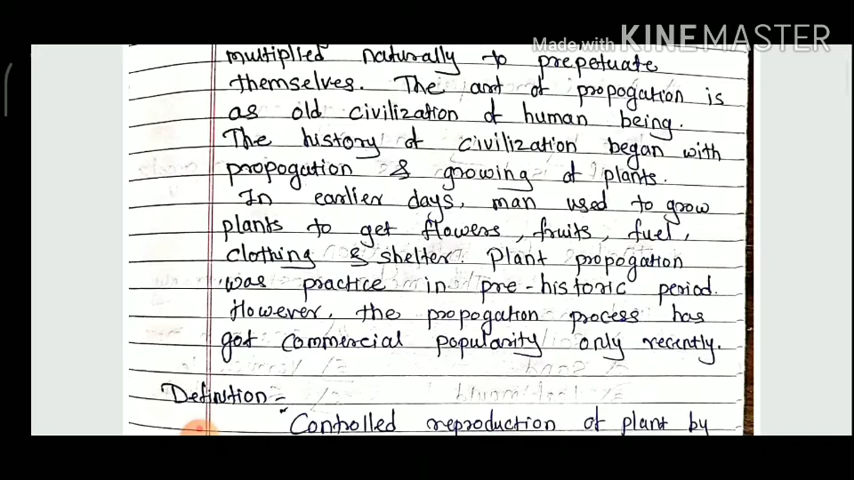 Made with KINEMASTER
multiplied naturally to prepetuate
themselves. The art of propogation is
as old civilization of human being.
The history of civilization began with
propogation & growing of plants.
In earlier days, man used to grow
plants to get flowers, fruits, fuel,
clothing & shelter. Plant propogation
was practice in pre-historic period.
However, the propogation process has
got commercial popularity only recently.
Definition -
"Controlled reproduction of plant by